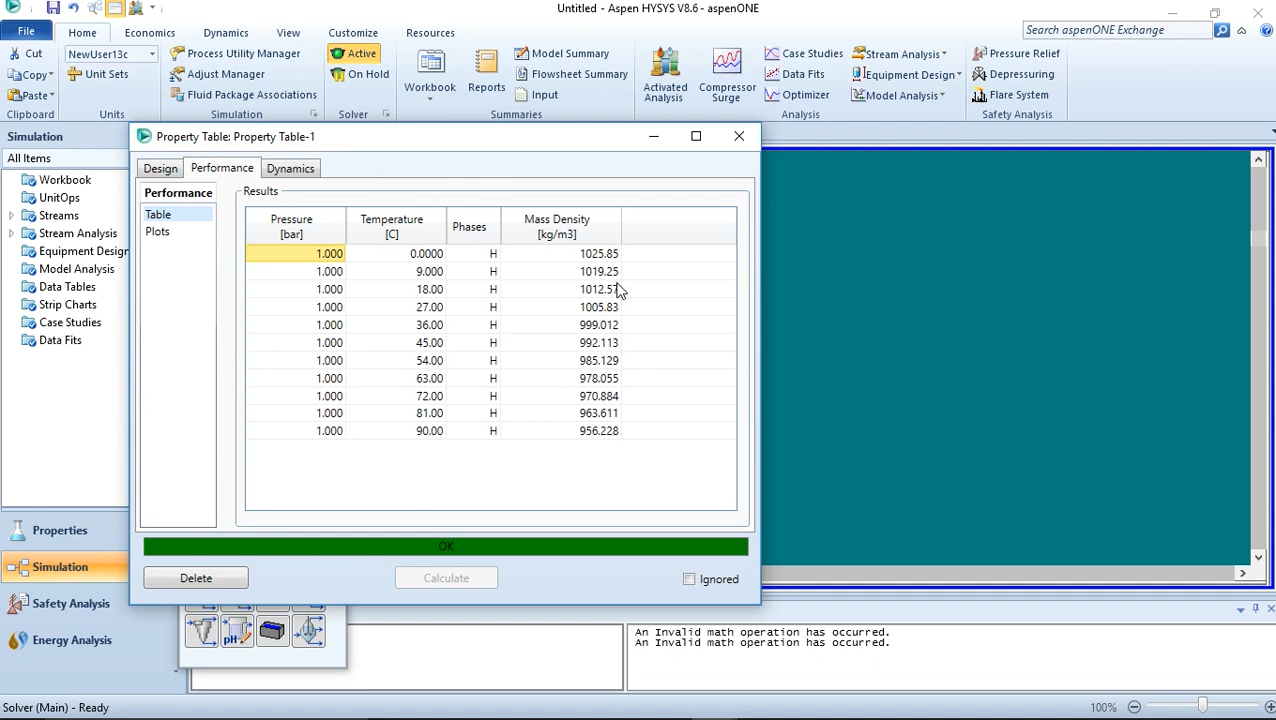 Untitled - Aspen HYSYS V8.6 - aspenONE
File Home Economics Dynamics View Customize Resources
Search aspenONE Exchange
Cut NewUser13c Process Utility Manager Active Model Summary Case Studies Stream Analysis Pressure Relief
Copy Unit Sets Adjust Manager On Hold Flowsheet Summary Data Fits Equipment Design Depressuring
Paste Fluid Package Associations Input Optimizer Model Analysis Flare System
Workbook Reports Activated Analysis Compressor Surge
Clipboard Units Simulation Solver Summaries Analysis Safety Analysis
Simulation
All Items
Workbook
UnitOps
Streams
Stream Analysis
Equipment Desig
Model Analysis
Data Tables
Strip Charts
Case Studies
Data Fits
Properties
Simulation
Safety Analysis
Energy Analysis
Property Table: Property Table-1
Design Performance Dynamics
Performance
Table
Plots
Results
Pressure Temperature Phases Mass Density
[bar] [C] [kg/m3]
1.000 0.0000 H 1025.85
1.000 9.000 H 1019.25
1.000 18.00 H 1012.57
1.000 27.00 H 1005.83
1.000 36.00 H 999.012
1.000 45.00 H 992.113
1.000 54.00 H 985.129
1.000 63.00 H 978.055
1.000 72.00 H 970.884
1.000 81.00 H 963.611
1.000 90.00 H 956.228
OK
Delete Calculate Ignored
pH
An Invalid math operation has occurred.
An Invalid math operation has occurred.
Solver (Main) - Ready 100%